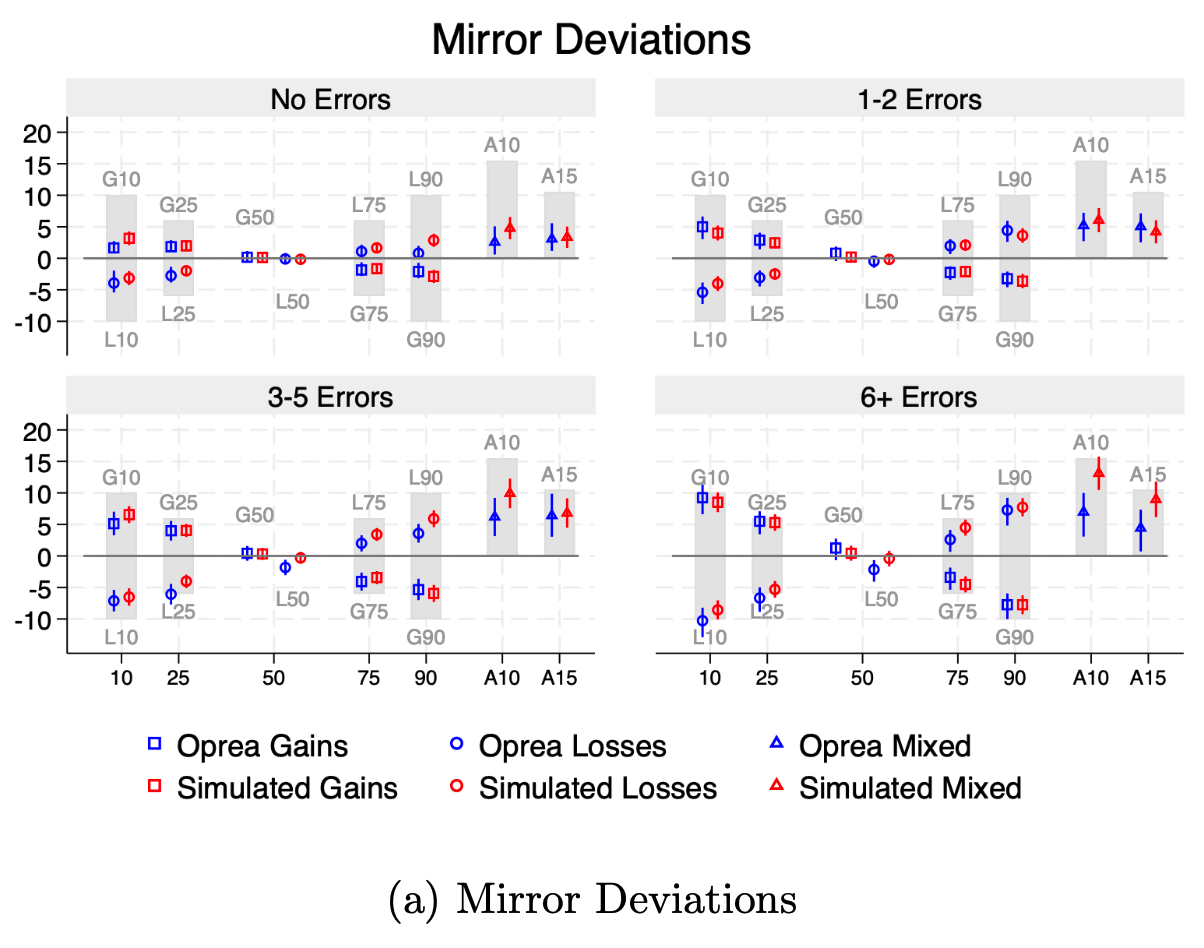 Mirror Deviations
No Errors
1-2 Errors
20
15
10
5
0
-5
-10
G10
G25
G50
L75
L90
A10
A15
L10
L25
L50
G75
G90
G10
G25
G50
L75
L90
A10
A15
L10
L25
L50
G75
G90
3-5 Errors
6+ Errors
20
15
10
5
0
-5
-10
G10
G25
G50
L75
L90
A10
A15
L10
L25
L50
G75
G90
G10
G25
G50
L75
L90
A10
A15
L10
L25
L50
G75
G90
10 25 50 75 90 A10 A15
10 25 50 75 90 A10 A15
Oprea Gains Oprea Losses Oprea Mixed
Simulated Gains Simulated Losses Simulated Mixed
(a) Mirror Deviations